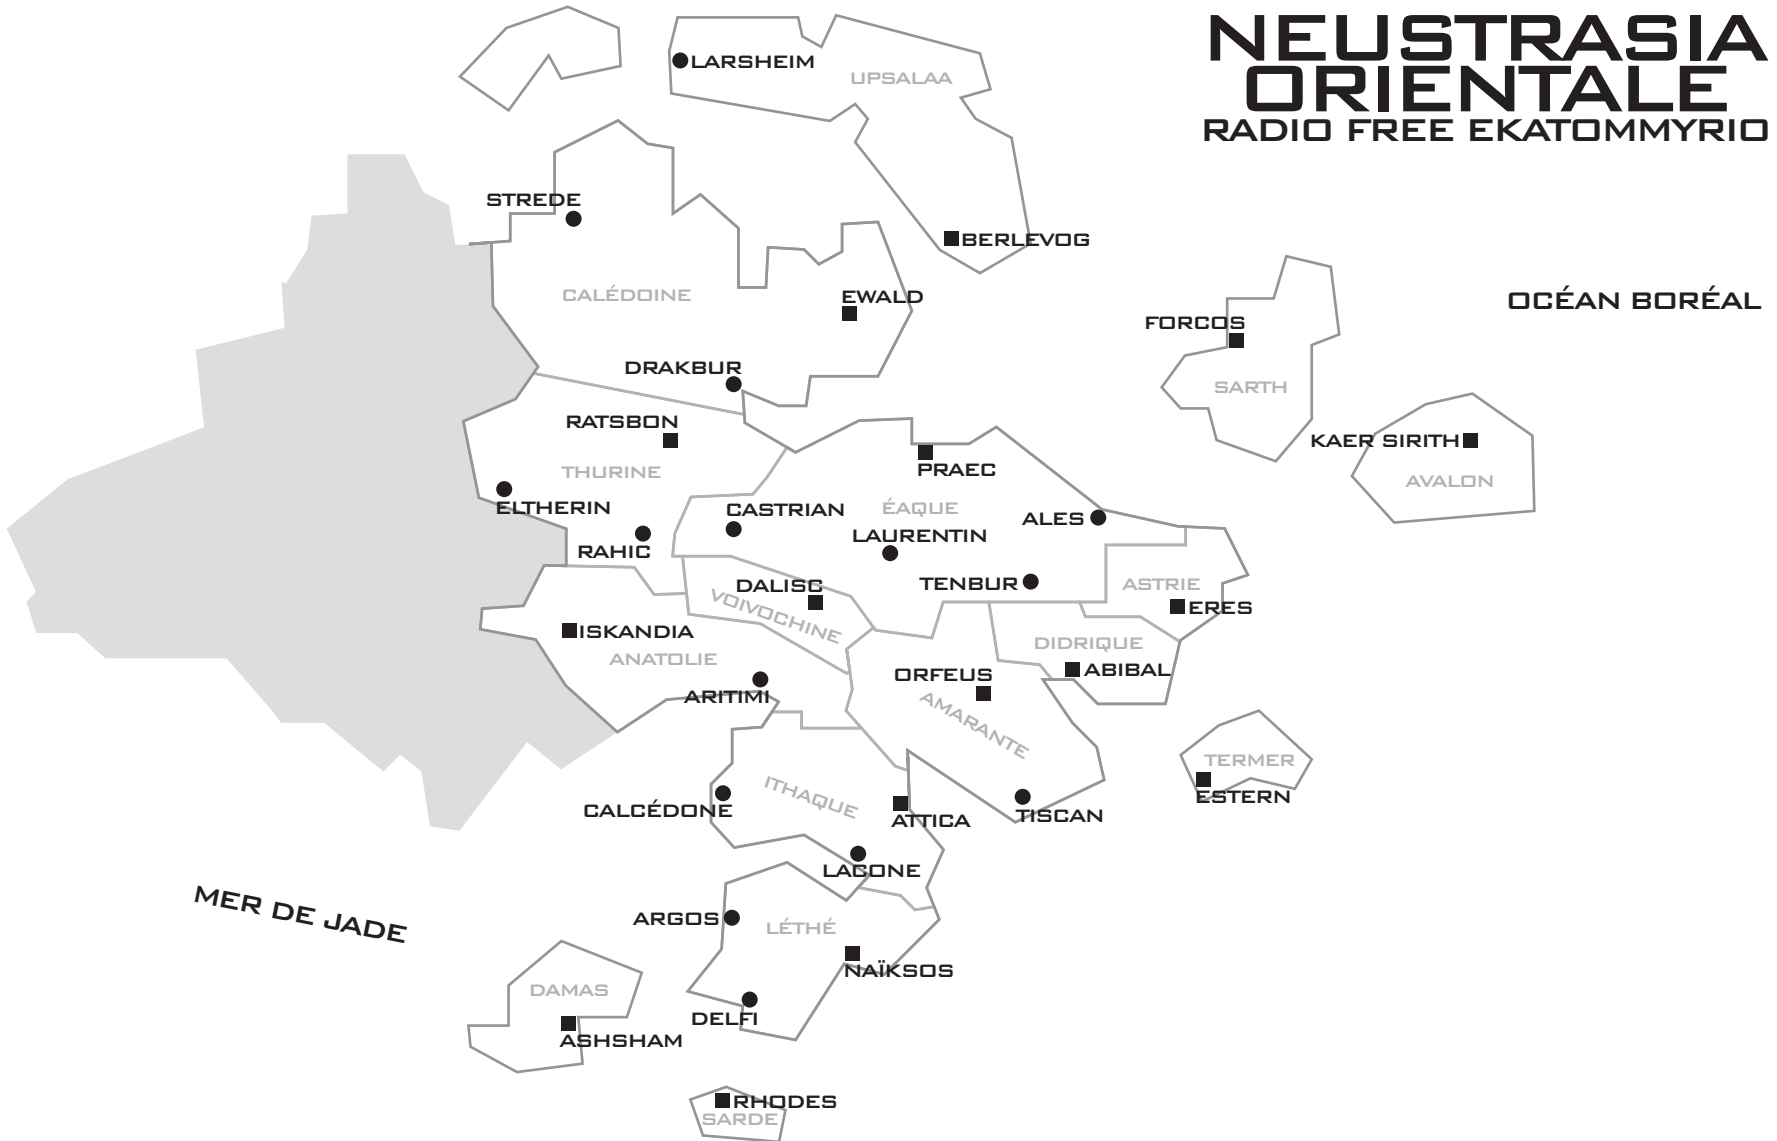 NEUSTRASIA
ORIENTALE
RADIO FREE EKATOMMYRIO
LARSHEIM
UPSALAA
STREDE
BERLEVOG
CALÉDOINE
EWALD
OCÉAN BORÉAL
FORCOS
DRAKBUR
SARTH
RATSBON
KAER SIRITH
PRAEC
THURINE
AVALON
ELTHERIN
CASTRIAN
ÉAQUE
ALES
LAURENTIN
RAHIC
DALISC
TENBUR
ASTRIE
VOIVOCHINE
ERES
ISKANDIA
DIDRIQUE
ANATOLIE
ORFEUS
ABIBAL
ARITIMI
AMARANTE
TERMER
ITHAQUE
ESTERN
CALCÉDONE
ATTICA
TISCAN
LACONE
MER DE JADE
ARGOS
LÉTHÉ
NAÏKSOS
DAMAS
DELFI
ASHSHAM
RHODES
SARDE